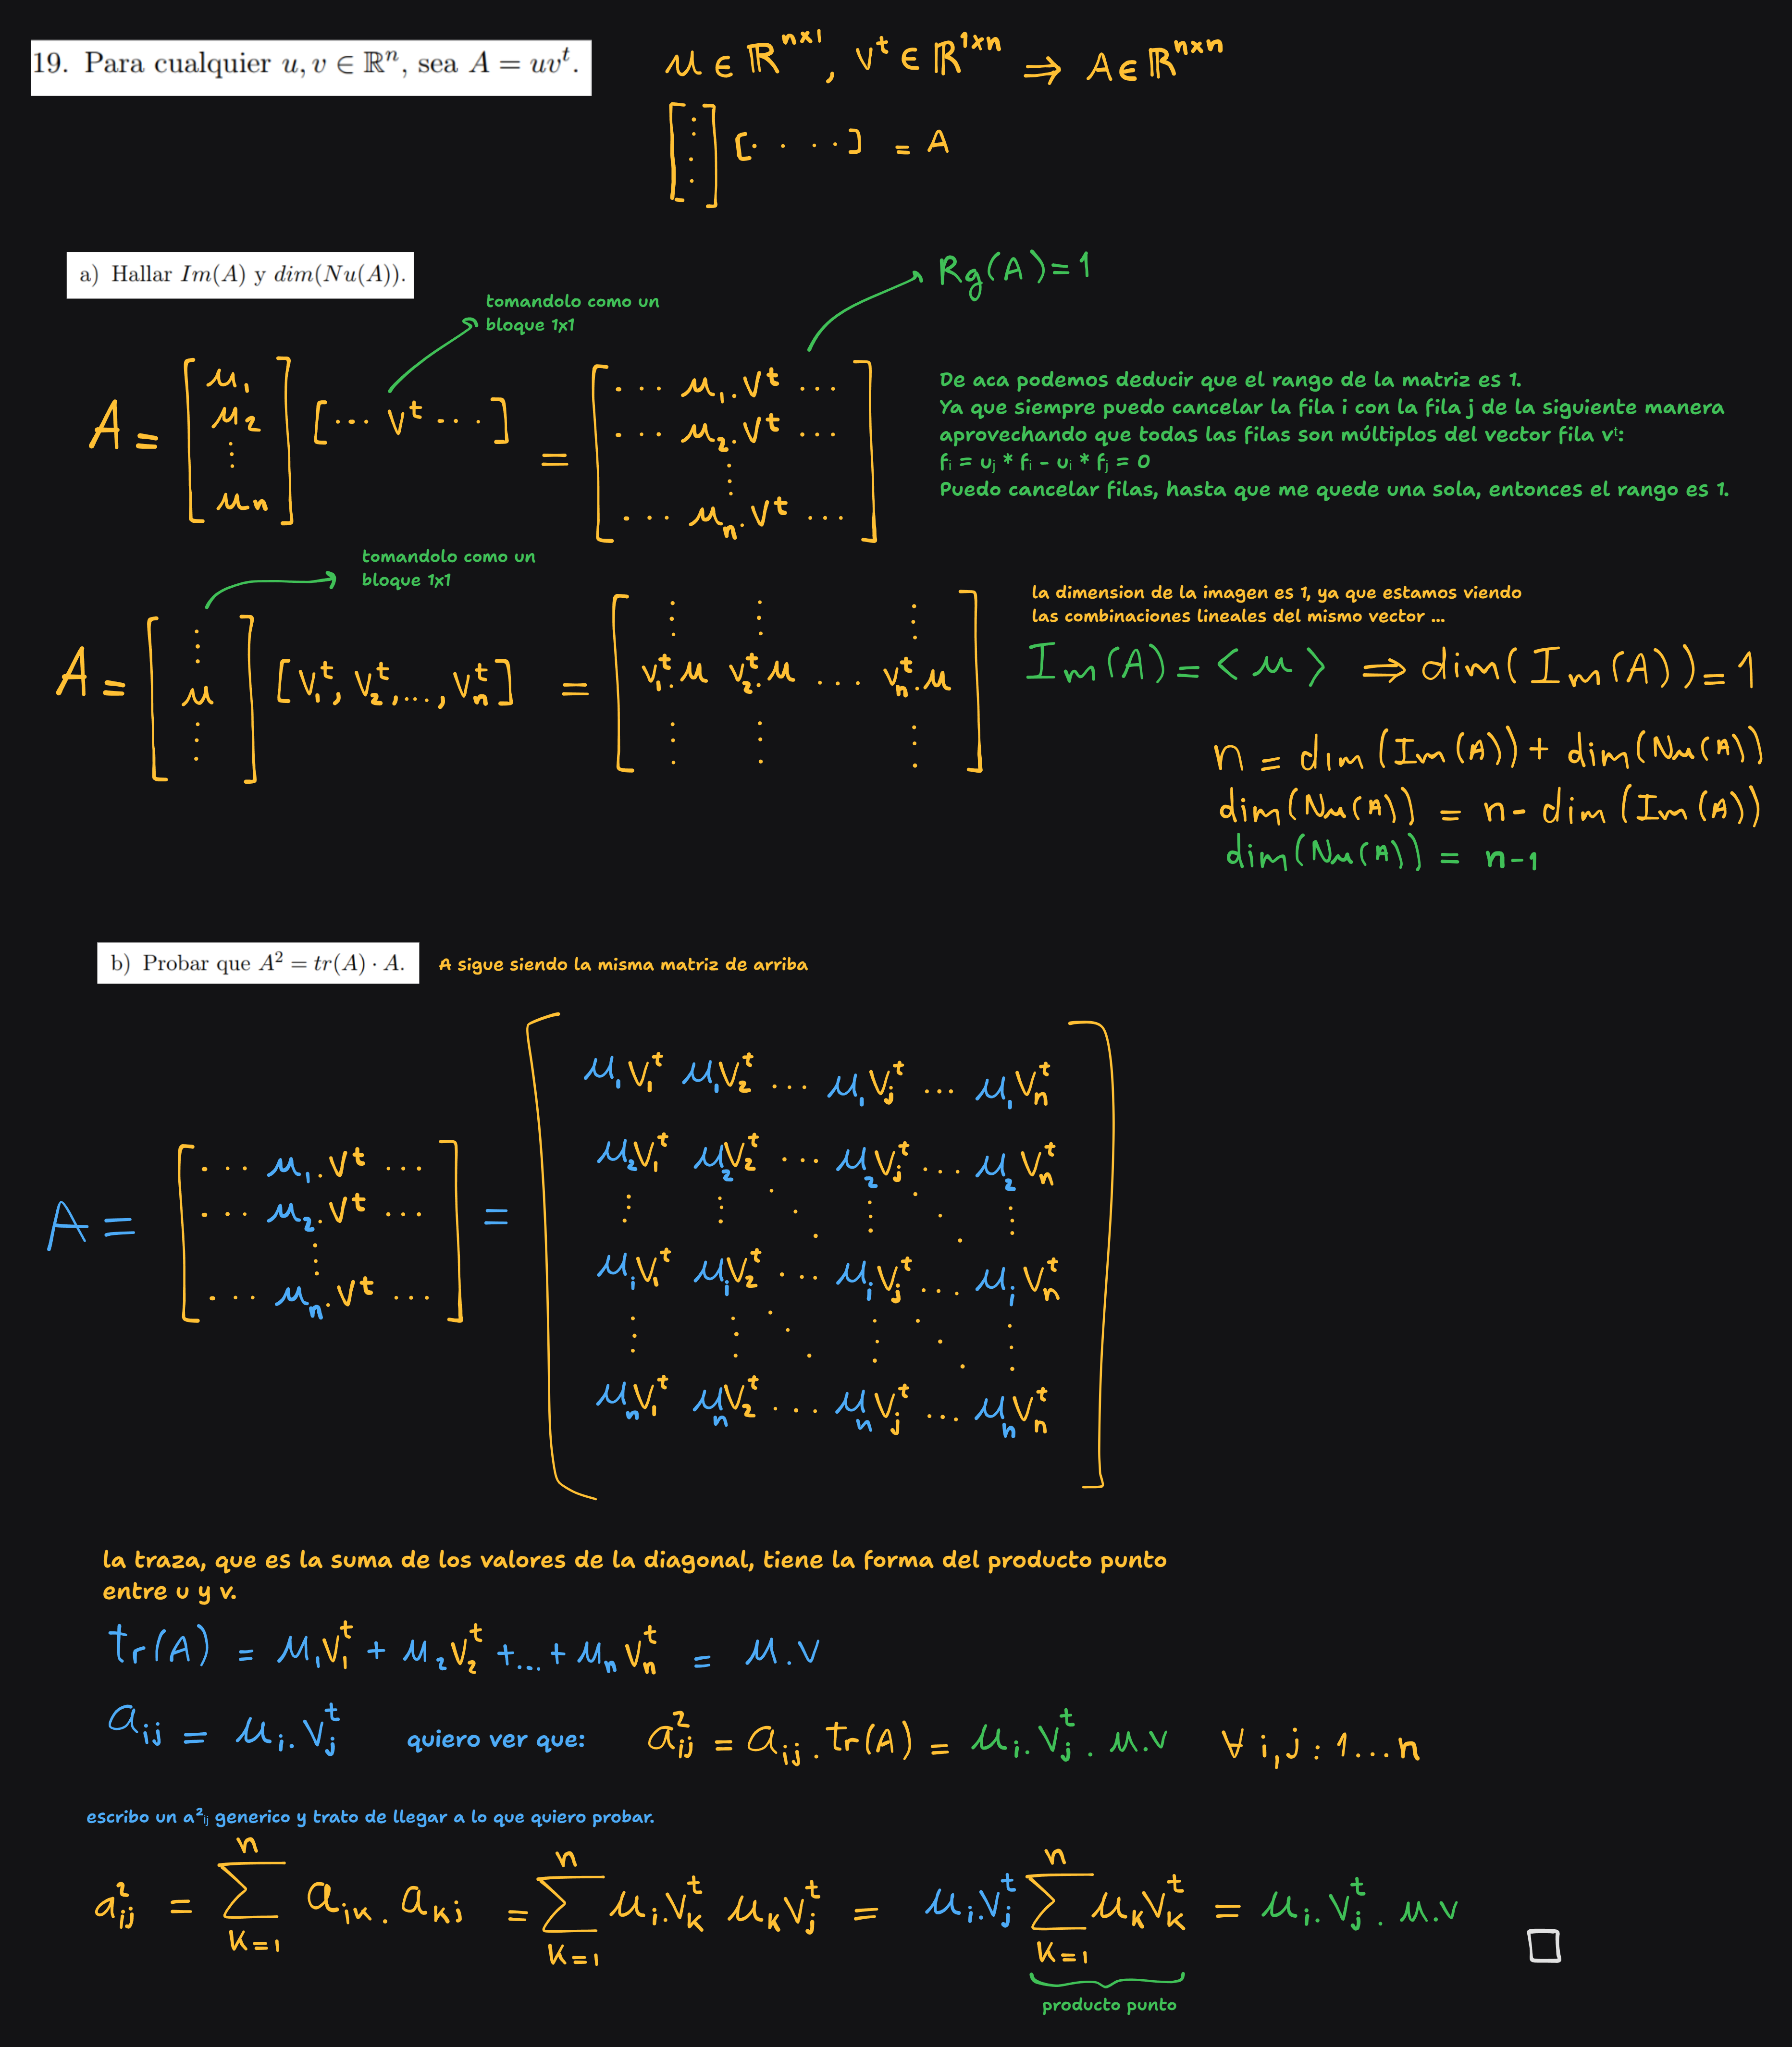 19. Para cualquier u, v ∈ ℝⁿ, sea A = uvᵗ.
u ∈ ℝⁿˣ¹, vᵗ ∈ ℝ¹ˣⁿ ⇒ A ∈ ℝⁿˣⁿ
[⋮] [· · · ·] = A
a) Hallar Im(A) y dim(Nu(A)).
Rg(A) = 1
tomandolo como un
bloque 1x1
A = [u₁ u₂ ⋮ uₙ] [··· vᵗ ···] = [··· u₁.vᵗ ··· ··· u₂.vᵗ ··· ⋮ ··· uₙ.vᵗ ···]
De aca podemos deducir que el rango de la matriz es 1.
Ya que siempre puedo cancelar la fila i con la fila j de la siguiente manera
aprovechando que todas las filas son múltiplos del vector fila vᵗ:
fᵢ = uⱼ * fᵢ - uᵢ * fⱼ = 0
Puedo cancelar filas, hasta que me quede una sola, entonces el rango es 1.
tomandolo como un
bloque 1x1
A = [⋮ u ⋮] [v₁ᵗ, v₂ᵗ, ..., vₙᵗ] = [v₁ᵗ.u v₂ᵗ.u ... vₙᵗ.u]
la dimension de la imagen es 1, ya que estamos viendo
las combinaciones lineales del mismo vector ...
Im(A) = <u> ⟹ dim(Im(A)) = 1
n = dim(Im(A)) + dim(Nu(A))
dim(Nu(A)) = n - dim(Im(A))
dim(Nu(A)) = n-1
b) Probar que A² = tr(A) · A.
A sigue siendo la misma matriz de arriba
u₁v₁ᵗ u₁v₂ᵗ ... u₁vⱼᵗ ... u₁vₙᵗ
··· u₁.vᵗ ···
u₂v₁ᵗ u₂v₂ᵗ ... u₂vⱼᵗ ... u₂vₙᵗ
A = ··· u₂.vᵗ ··· =
uᵢv₁ᵗ uᵢv₂ᵗ ... uᵢvⱼᵗ ... uᵢvₙᵗ
··· uₙ.vᵗ ···
uₙv₁ᵗ uₙv₂ᵗ ... uₙvⱼᵗ ... uₙvₙᵗ
la traza, que es la suma de los valores de la diagonal, tiene la forma del producto punto
entre u y v.
tr(A) = u₁v₁ᵗ + u₂v₂ᵗ + ... + uₙvₙᵗ = u.v
aᵢⱼ = uᵢ.vⱼᵗ quiero ver que: a²ᵢⱼ = aᵢⱼ.tr(A) = uᵢ.vⱼᵗ.u.v ∀ i,j : 1...n
escribo un a²ᵢⱼ generico y trato de llegar a lo que quiero probar.
a²ᵢⱼ = ∑ₖ₌₁ⁿ aᵢₖ.aₖⱼ = ∑ₖ₌₁ⁿ uᵢ.vₖᵗ uₖvⱼᵗ = uᵢ.vⱼᵗ ∑ₖ₌₁ⁿ uₖvₖᵗ = uᵢ.vⱼᵗ.u.v □
producto punto